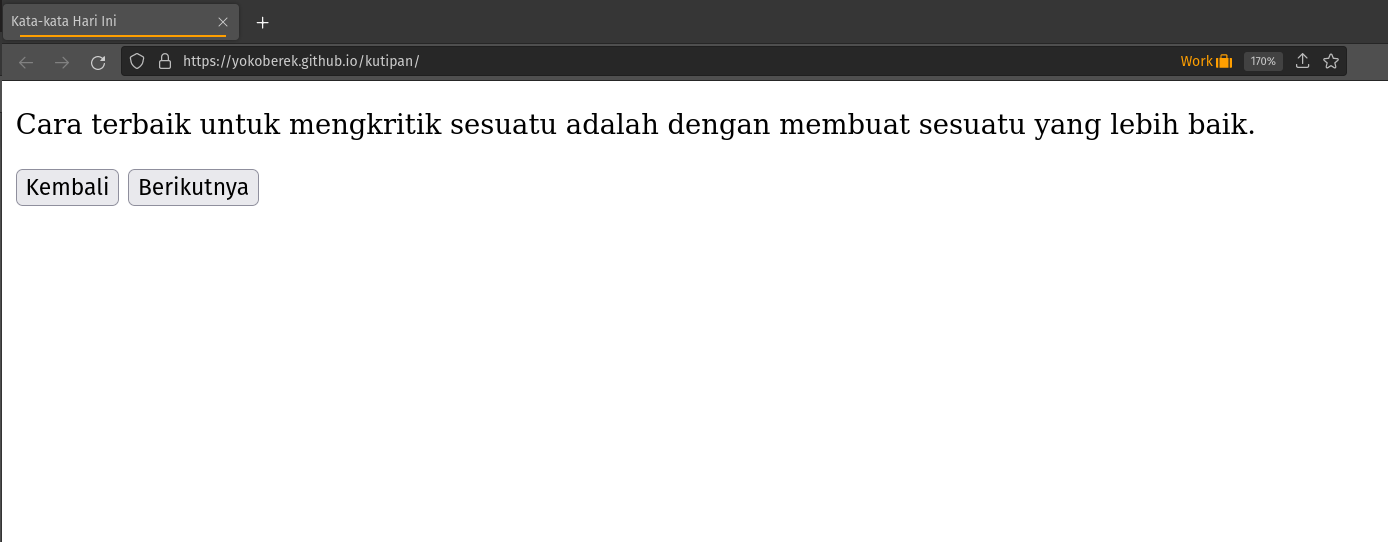 Kata-kata Hari Ini
https://yokoberek.github.io/kutipan/
Work
170%
Cara terbaik untuk mengkritik sesuatu adalah dengan membuat sesuatu yang lebih baik.
Kembali
Berikutnya